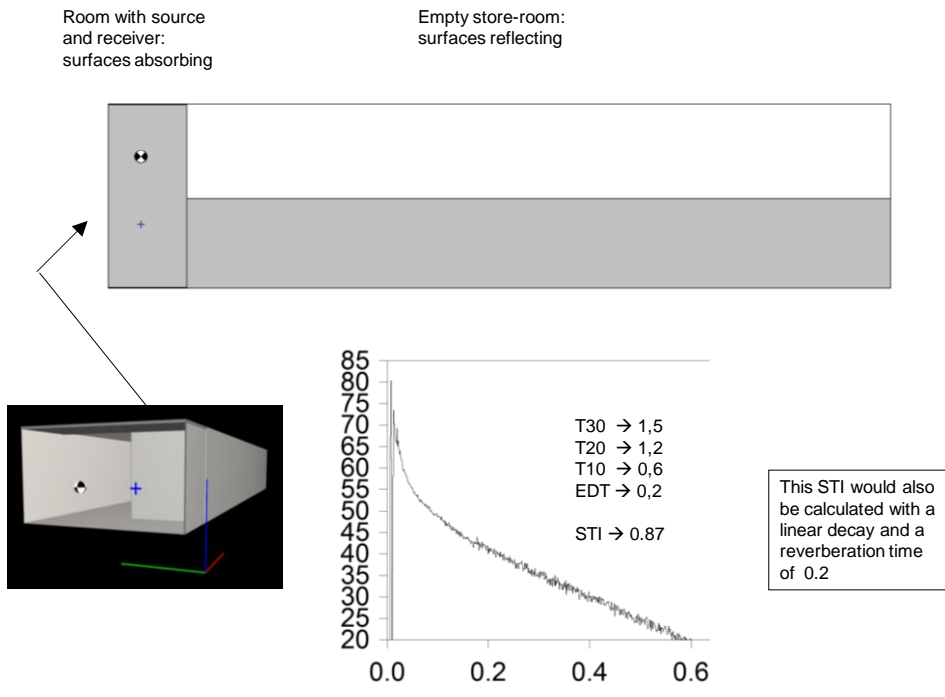 Room with source
and receiver:
surfaces absorbing
Empty store-room:
surfaces reflecting
85
80
75
70
65
60
55
50
45
40
35
30
25
20
0.0
0.2
0.4
0.6
T30 → 1,5
T20 → 1,2
T10 → 0,6
EDT → 0,2
STI → 0.87
This STI would also
be calculated with a
linear decay and a
reverberation time
of 0.2